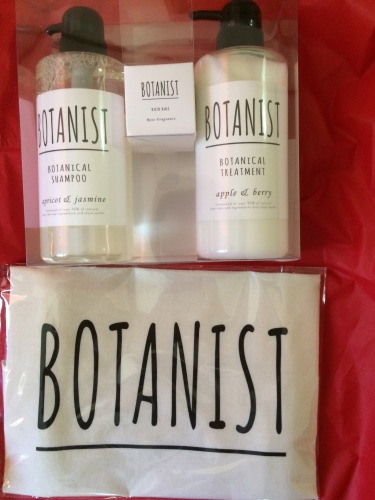 BOTANIST
BOTANICAL
SHAMPOO
apricot & jasmine
BOTANIST
BOTANIST
BOTANICAL
TREATMENT
apple & berry
BOTANIST